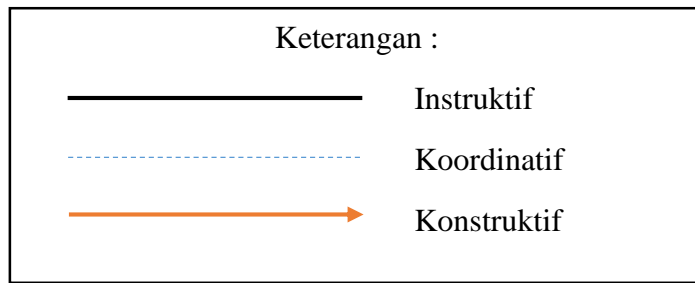 Keterangan :
Instruktif
Koordinatif
Konstruktif